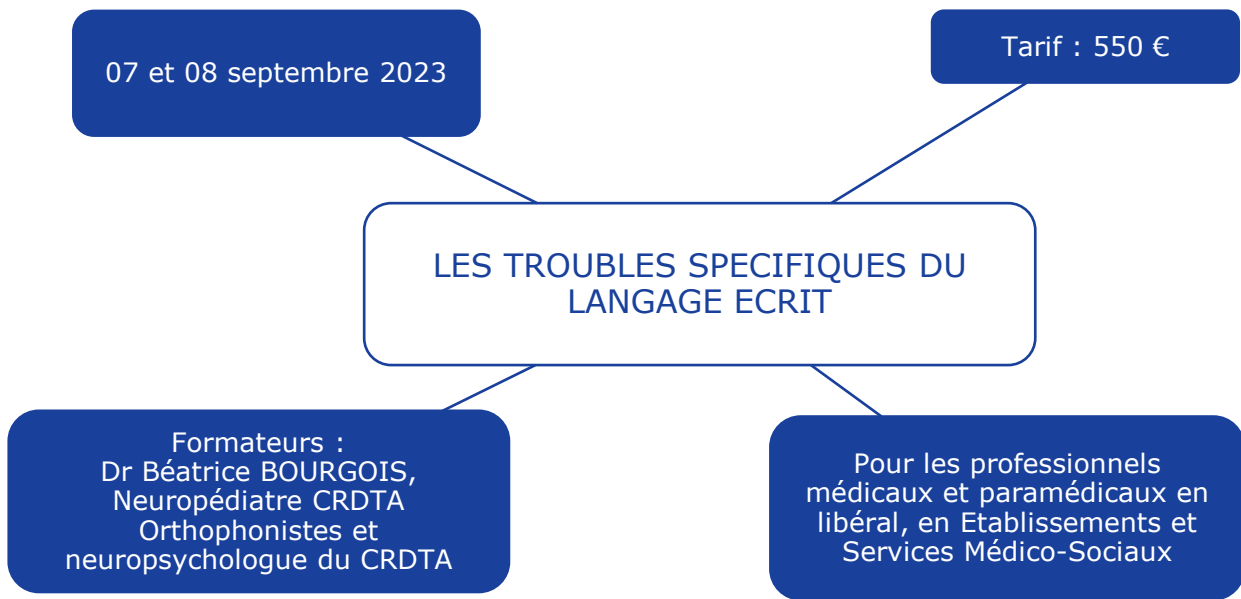 07 et 08 septembre 2023
Tarif : 550 €
LES TROUBLES SPECIFIQUES DU
LANGAGE ECRIT
Formateurs :
Dr Béatrice BOURGOIS,
Neuropédiatre CRDTA
Orthophonistes et
neuropsychologue du CRDTA
Pour les professionnels
médicaux et paramédicaux en
libéral, en Etablissements et
Services Médico-Sociaux